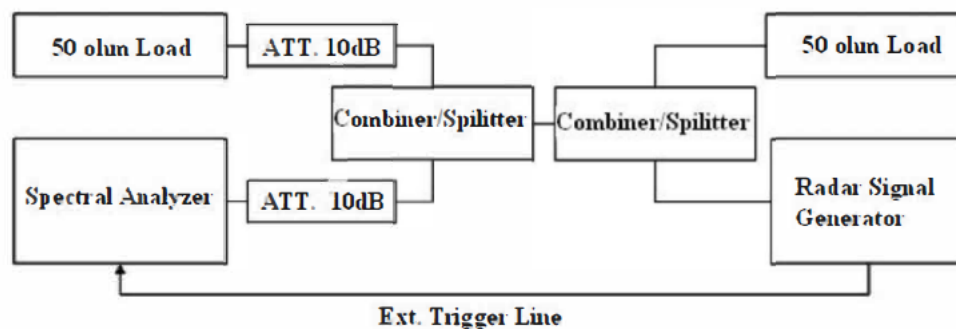 50 olun Load
ATT. 10dB
50 olun Load
Combiner/Spilitter
Combiner/Spilitter
Spectral Analyzer
ATT. 10dB
Radar Signal
Generator
Ext. Trigger Line